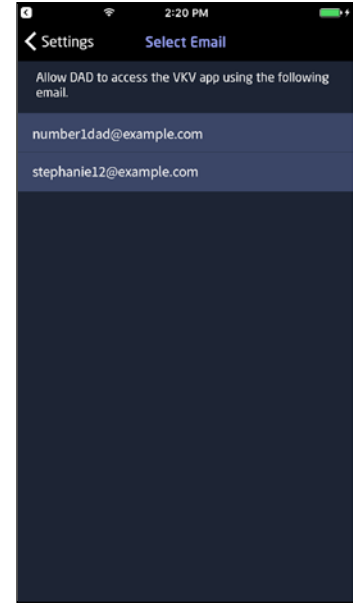 2:20 PM
Settings
Select Email
Allow DAD to access the VKV app using the following
email.
number1dad@example.com
stephanie12@example.com